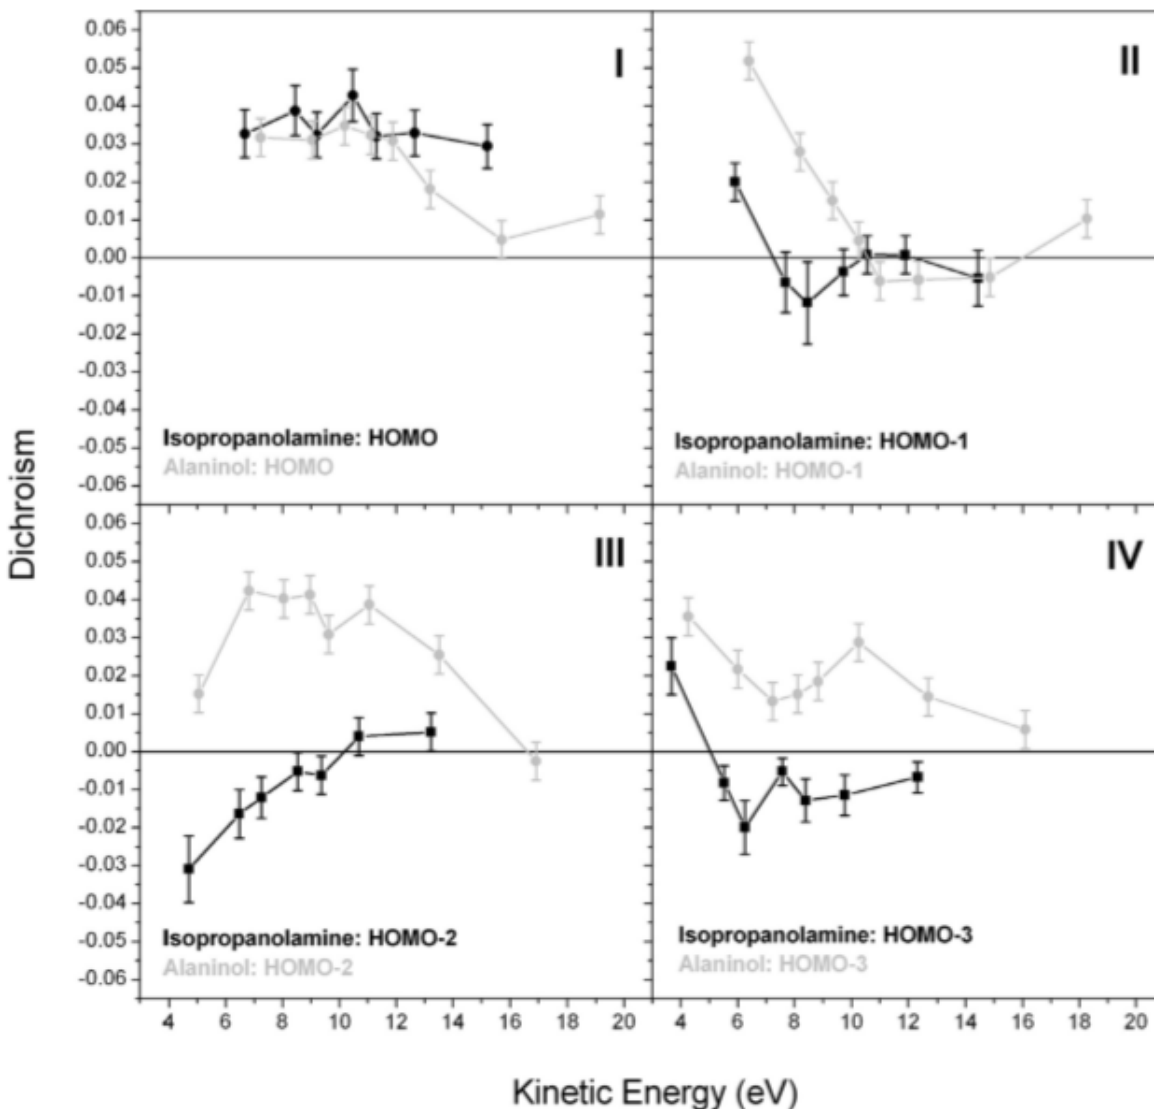 0.06
0.05
0.04
0.03
0.02
0.01
0.00
-0.01
-0.02
-0.03
-0.04
-0.05
-0.06
I
Isopropanolamine: HOMO
Alaninol: HOMO
II
Isopropanolamine: HOMO-1
Alaninol: HOMO-1
Dichroism
0.06
0.05
0.04
0.03
0.02
0.01
0.00
-0.01
-0.02
-0.03
-0.04
-0.05
-0.06
III
Isopropanolamine: HOMO-2
Alaninol: HOMO-2
IV
Isopropanolamine: HOMO-3
Alaninol: HOMO-3
4 6 8 10 12 14 16 18 20 4 6 8 10 12 14 16 18 20
Kinetic Energy (eV)